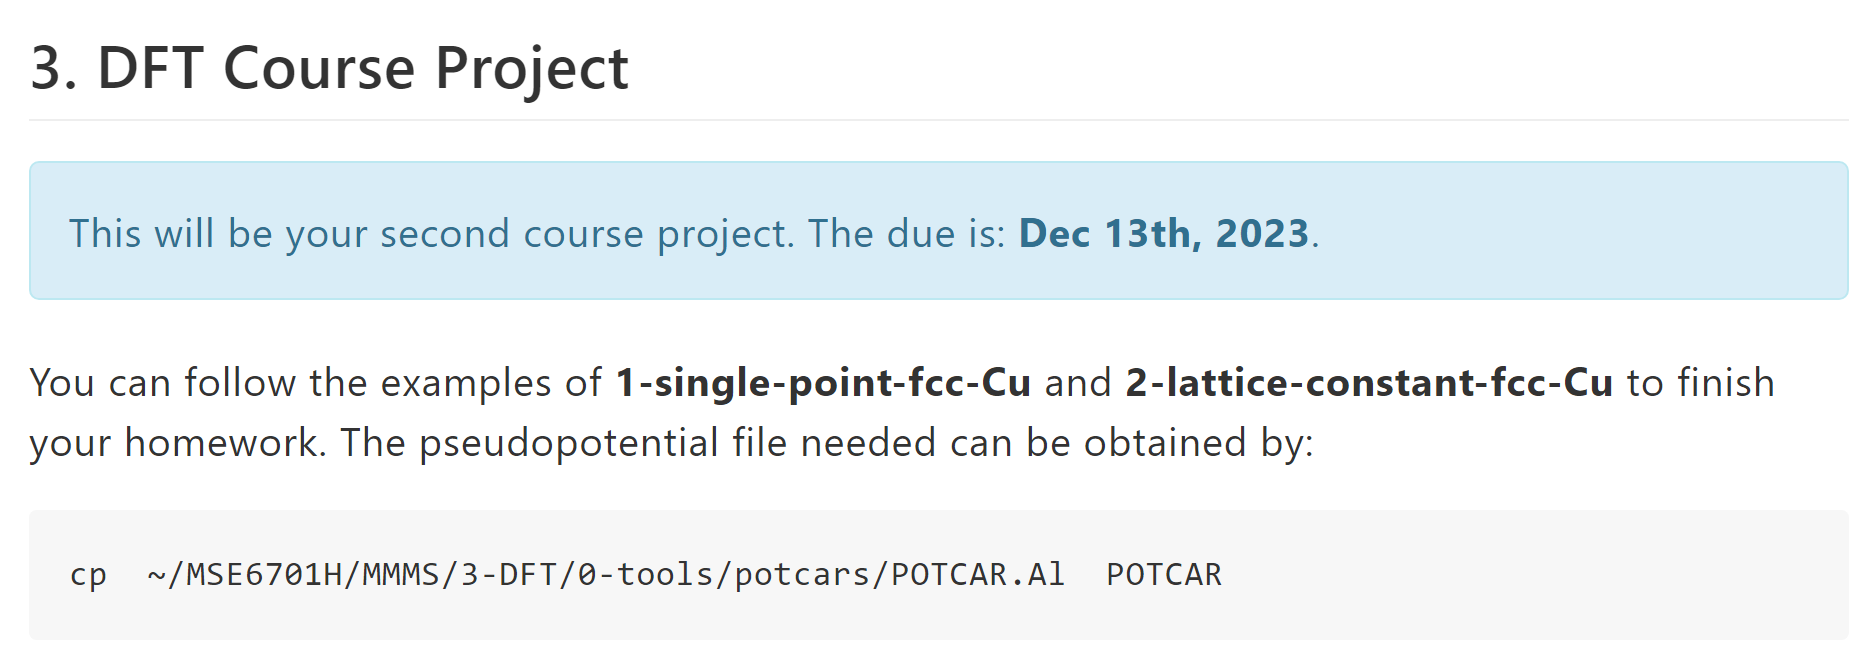 3. DFT Course Project
This will be your second course project. The due is: Dec 13th, 2023.
You can follow the examples of 1-single-point-fcc-Cu and 2-lattice-constant-fcc-Cu to finish
your homework. The pseudopotential file needed can be obtained by:
cp  ~/MSE6701H/MMMS/3-DFT/0-tools/potcars/POTCAR.Al  POTCAR